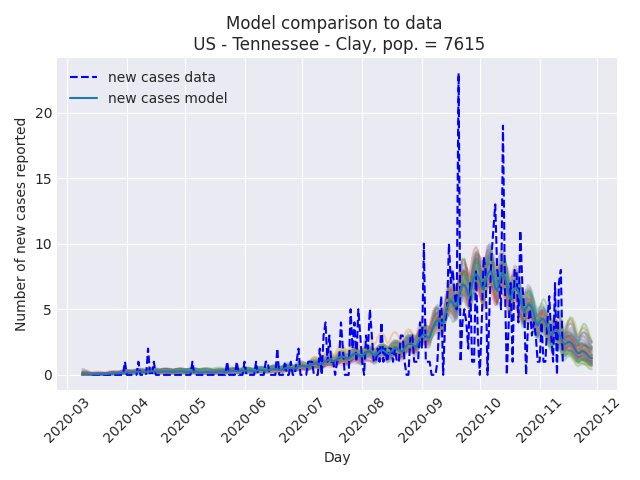 Model comparison to data
US - Tennessee - Clay, pop. = 7615
new cases data
new cases model
Number of new cases reported
20
15
10
5
0
2020-03
2020-04
2020-05
2020-06
2020-07
2020-08
2020-09
2020-10
2020-11
2020-12
Day